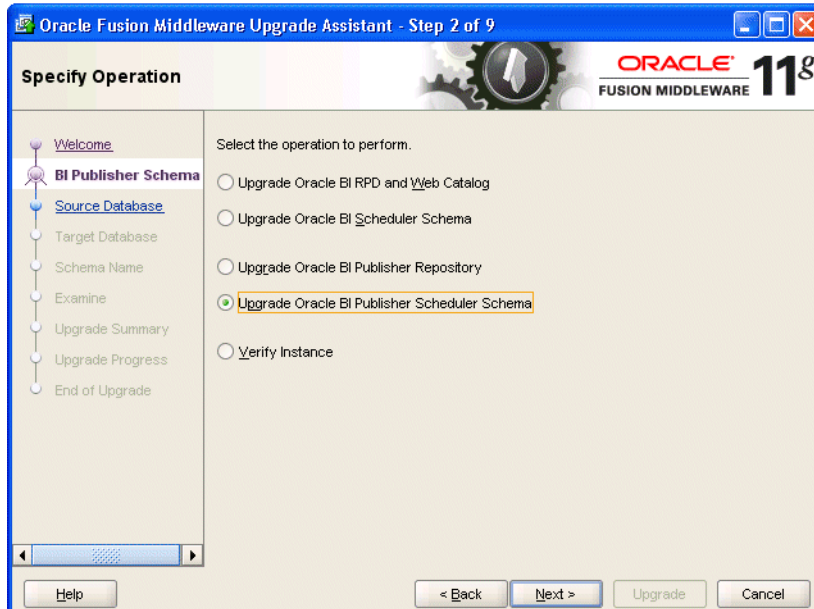 Oracle Fusion Middleware Upgrade Assistant - Step 2 of 9
Specify Operation
ORACLE
FUSION MIDDLEWARE 11g
Welcome
BI Publisher Schema
Source Database
Target Database
Schema Name
Examine
Upgrade Summary
Upgrade Progress
End of Upgrade
Select the operation to perform.
Upgrade Oracle BI RPD and Web Catalog
Upgrade Oracle BI Scheduler Schema
Upgrade Oracle BI Publisher Repository
Upgrade Oracle BI Publisher Scheduler Schema
Verify Instance
Help
< Back
Next >
Upgrade
Cancel